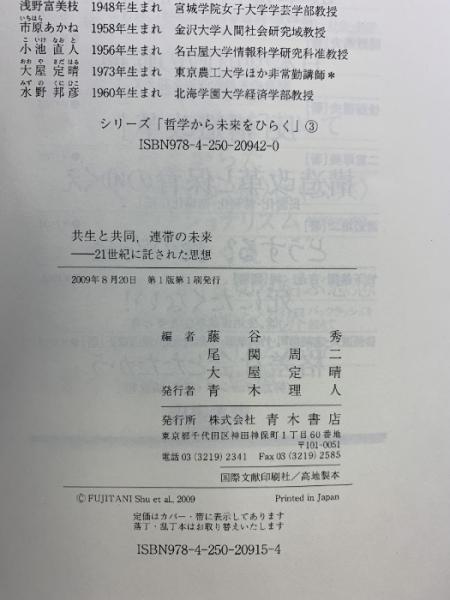 浅野富美枝 1948年生まれ 宮城学院女子大学学芸学部教授
いちはら
市原あかね 1958年生まれ 金沢大学人間社会研究域教授
こ いけ なお と
小池直人 1956年生まれ 名古屋大学情報科学研究科准教授
おお や さだ はる
大屋定晴 1973年生まれ 東京農工大学ほか非常勤講師*
みず の くに ひこ
水野邦彦 1960年生まれ 北海学園大学経済学部教授
シリーズ「哲学から未来をひらく」③
ISBN978-4-250-20942-0
共生と共同，連帯の未来
――21世紀に託された思想
2009年8月20日 第1版第1刷発行
編者 藤谷秀
尾関周二
大屋定晴
発行者 青木理人
発行所 株式会社 青木書店
東京都千代田区神田神保町1丁目60番地
〒101-0051
電話03(3219)2341 Fax 03(3219)2585
国際文献印刷社/高地製本
© FUJITANI Shu et al., 2009 Printed in Japan
定価はカバー・帯に表示してあります
落丁・乱丁本はお取り替えいたします
ISBN978-4-250-20915-4